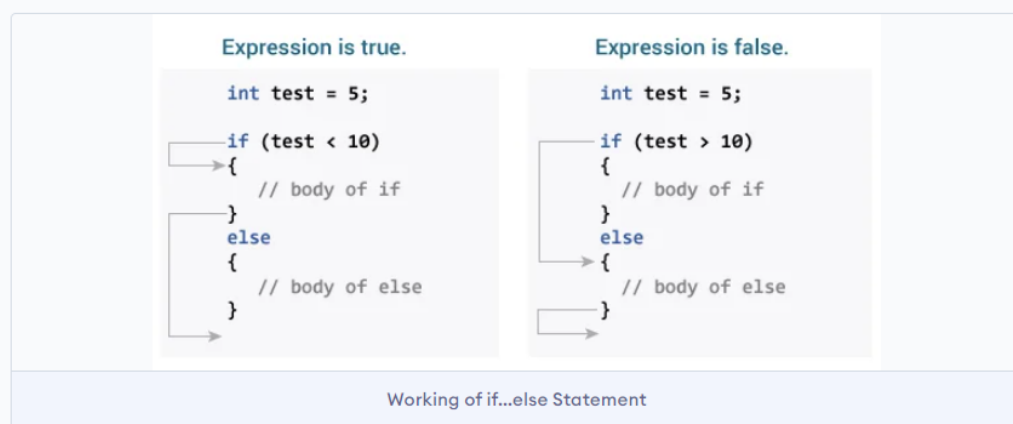 Expression is true.
int test = 5;
if (test < 10)
{
// body of if
}
else
{
// body of else
}
Expression is false.
int test = 5;
if (test > 10)
{
// body of if
}
else
{
// body of else
}
Working of if...else Statement